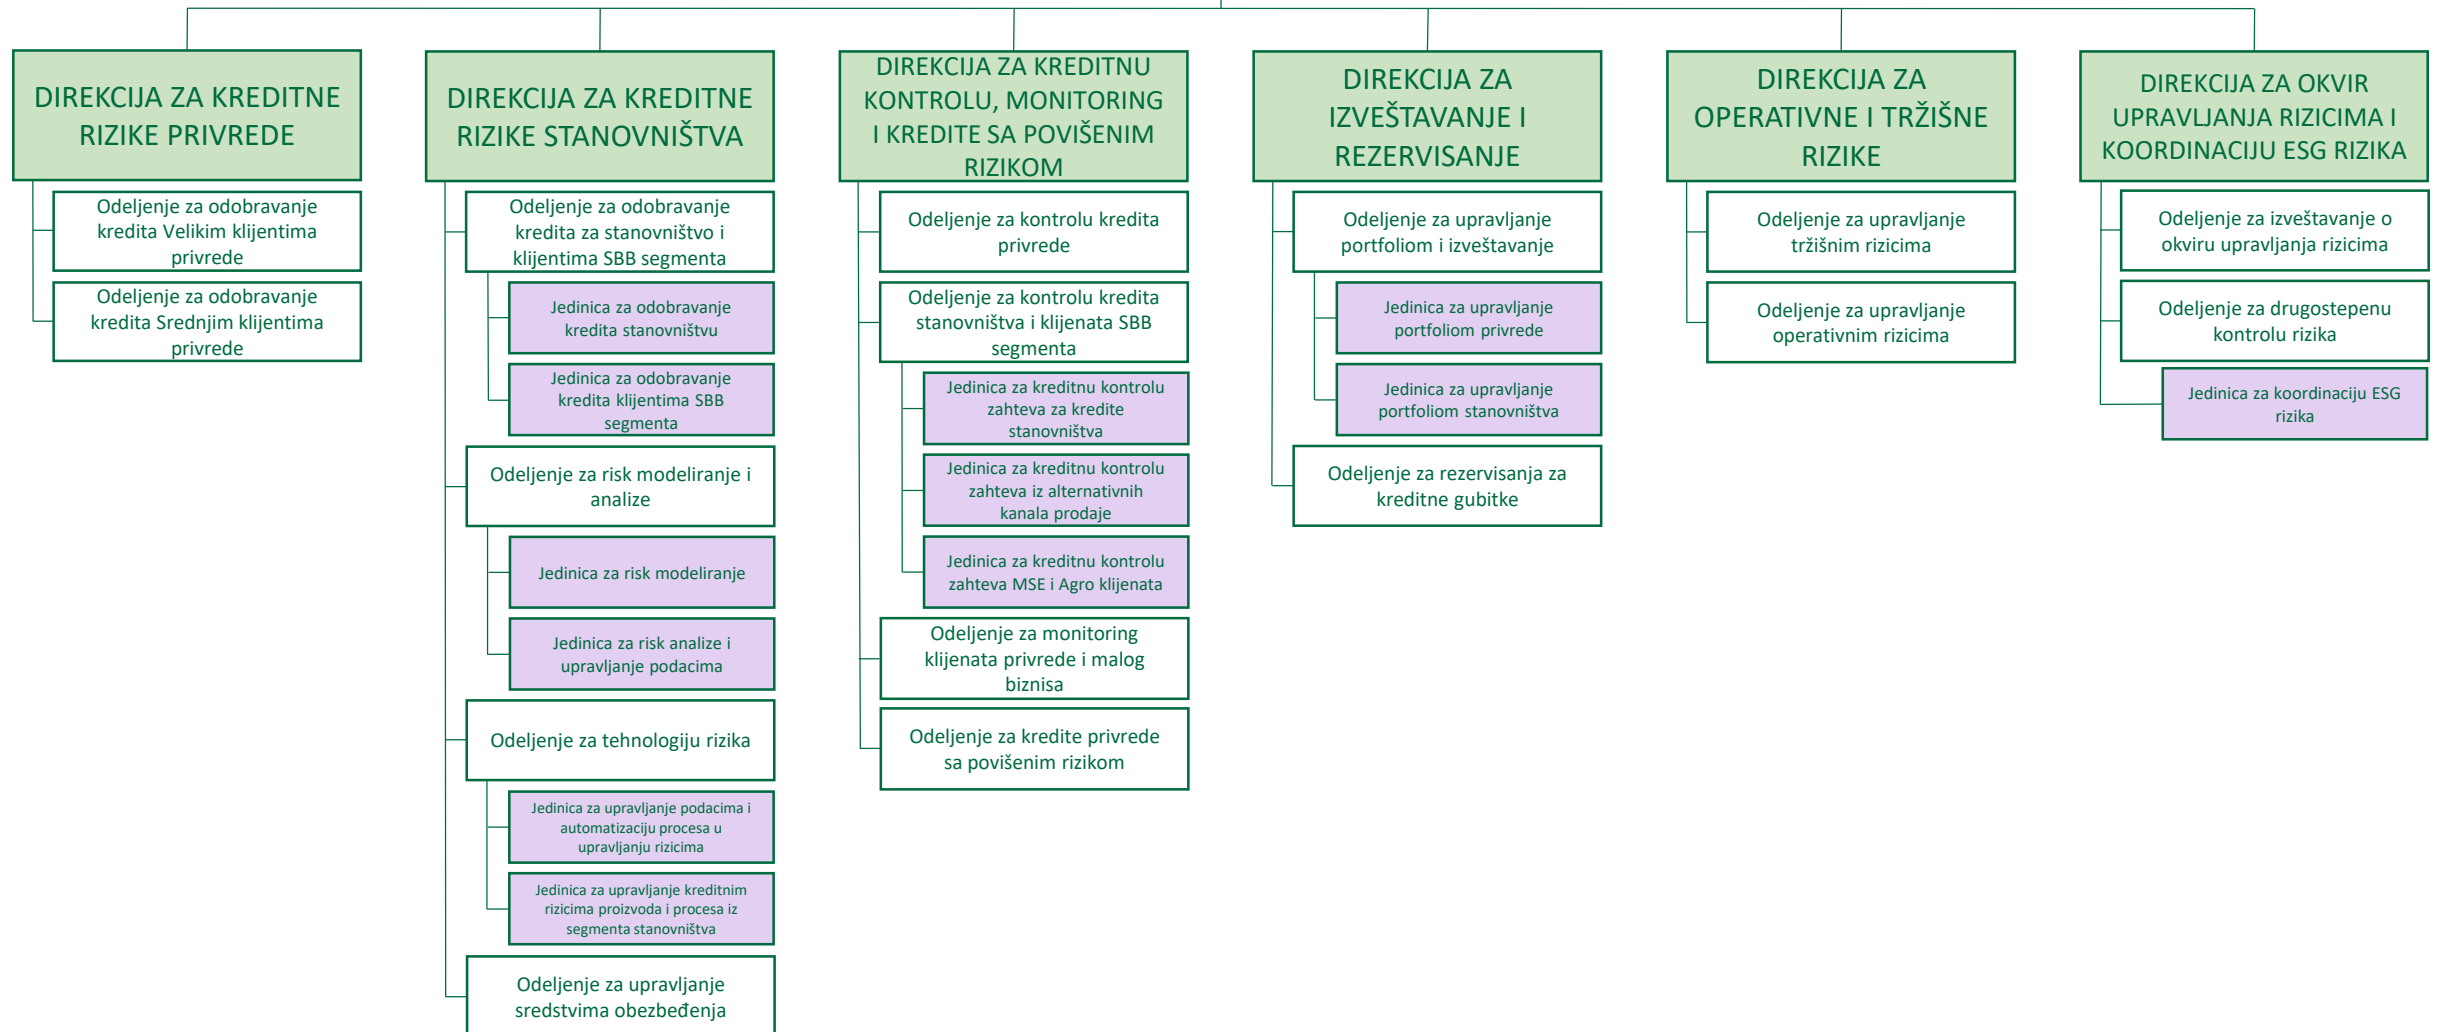 DIREKCIJA ZA KREDITNE
RIZIKE PRIVREDE
Odeljenje za odobravanje
kredita Velikim klijentima
privrede
Odeljenje za odobravanje
kredita Srednjim klijentima
privrede
DIREKCIJA ZA KREDITNE
RIZIKE STANOVNIŠTVA
Odeljenje za odobravanje
kredita za stanovništvo i
klijentima SBB segmenta
Jedinica za odobravanje
kredita stanovništvu
Jedinica za odobravanje
kredita klijentima SBB
segmenta
Odeljenje za risk modeliranje i
analize
Jedinica za risk modeliranje
Jedinica za risk analize i
upravljanje podacima
Odeljenje za tehnologiju rizika
Jedinica za upravljanje podacima i
automatizaciju procesa u
upravljanju rizicima
Jedinica za upravljanje kreditnim
rizicima proizvoda i procesa iz
segmenta stanovništva
Odeljenje za upravljanje
sredstvima obezbeđenja
DIREKCIJA ZA KREDITNU
KONTROLU, MONITORING
I KREDITE SA POVIŠENIM
RIZIKOM
Odeljenje za kontrolu kredita
privrede
Odeljenje za kontrolu kredita
stanovništva i klijenata SBB
segmenta
Jedinica za kreditnu kontrolu
zahteva za kredite
stanovništva
Jedinica za kreditnu kontrolu
zahteva iz alternativnih
kanala prodaje
Jedinica za kreditnu kontrolu
zahteva MSE i Agro klijenata
Odeljenje za monitoring
klijenata privrede i malog
biznisa
Odeljenje za kredite privrede
sa povišenim rizikom
DIREKCIJA ZA
IZVEŠTAVANJE I
REZERVISANJE
Odeljenje za upravljanje
portfoliom i izveštavanje
Jedinica za upravljanje
portfoliom privrede
Jedinica za upravljanje
portfoliom stanovništva
Odeljenje za rezervisanja za
kreditne gubitke
DIREKCIJA ZA
OPERATIVNE I TRŽIŠNE
RIZIKE
Odeljenje za upravljanje
tržišnim rizicima
Odeljenje za upravljanje
operativnim rizicima
DIREKCIJA ZA OKVIR
UPRAVLJANJA RIZICIMA I
KOORDINACIJU ESG RIZIKA
Odeljenje za izveštavanje o
okviru upravljanja rizicima
Odeljenje za drugostepenu
kontrolu rizika
Jedinica za koordinaciju ESG
rizika